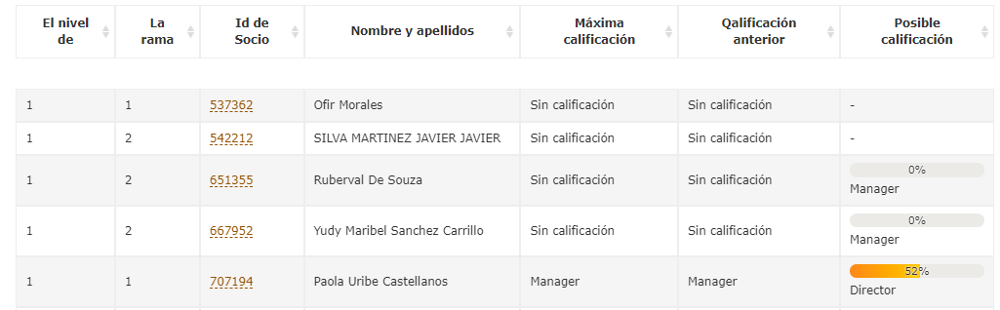 El nivel de
La rama
Id de Socio
Nombre y apellidos
Máxima calificación
Qalificación anterior
Posible calificación
1 1 537362 Ofir Morales Sin calificación Sin calificación -
1 2 542212 SILVA MARTINEZ JAVIER JAVIER Sin calificación Sin calificación -
1 2 651355 Ruberval De Souza Sin calificación Sin calificación 0%
Manager
1 2 667952 Yudy Maribel Sanchez Carrillo Sin calificación Sin calificación 0%
Manager
1 1 707194 Paola Uribe Castellanos Manager Manager 52%
Director